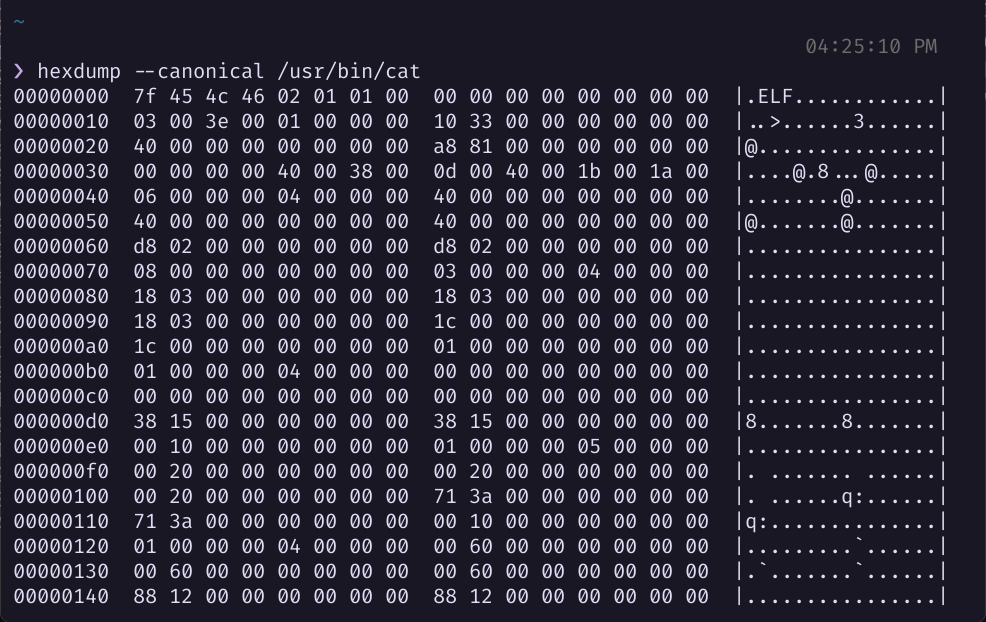 ~
04:25:10 PM
❯ hexdump --canonical /usr/bin/cat
00000000  7f 45 4c 46 02 01 01 00  00 00 00 00 00 00 00 00  |.ELF............|
00000010  03 00 3e 00 01 00 00 00  10 33 00 00 00 00 00 00  |..>......3......|
00000020  40 00 00 00 00 00 00 00  a8 81 00 00 00 00 00 00  |@...............|
00000030  00 00 00 00 40 00 38 00  0d 00 40 00 1b 00 1a 00  |....@.8...@.....|
00000040  06 00 00 00 04 00 00 00  40 00 00 00 00 00 00 00  |........@.......|
00000050  40 00 00 00 00 00 00 00  40 00 00 00 00 00 00 00  |@.......@.......|
00000060  d8 02 00 00 00 00 00 00  d8 02 00 00 00 00 00 00  |................|
00000070  08 00 00 00 00 00 00 00  03 00 00 00 04 00 00 00  |................|
00000080  18 03 00 00 00 00 00 00  18 03 00 00 00 00 00 00  |................|
00000090  18 03 00 00 00 00 00 00  1c 00 00 00 00 00 00 00  |................|
000000a0  1c 00 00 00 00 00 00 00  01 00 00 00 00 00 00 00  |................|
000000b0  01 00 00 00 04 00 00 00  00 00 00 00 00 00 00 00  |................|
000000c0  00 00 00 00 00 00 00 00  00 00 00 00 00 00 00 00  |................|
000000d0  38 15 00 00 00 00 00 00  38 15 00 00 00 00 00 00  |8.......8.......|
000000e0  00 10 00 00 00 00 00 00  01 00 00 00 05 00 00 00  |................|
000000f0  00 20 00 00 00 00 00 00  00 20 00 00 00 00 00 00  |. ....... ......|
00000100  00 20 00 00 00 00 00 00  71 3a 00 00 00 00 00 00  |. ......q:......|
00000110  71 3a 00 00 00 00 00 00  00 10 00 00 00 00 00 00  |q:..............|
00000120  01 00 00 00 04 00 00 00  00 60 00 00 00 00 00 00  |.........`......|
00000130  00 60 00 00 00 00 00 00  00 60 00 00 00 00 00 00  |.`.......`......|
00000140  88 12 00 00 00 00 00 00  88 12 00 00 00 00 00 00  |................|